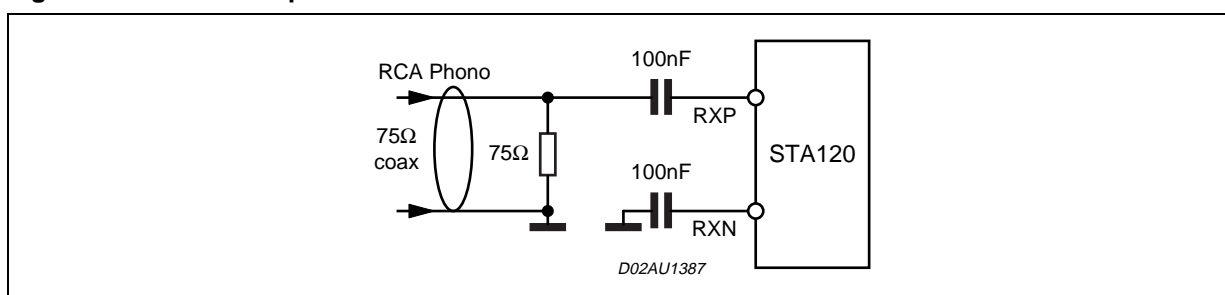 100nF
RCA Phono
RXP
75Ω
coax
75Ω
STA120
100nF
RXN
D02AU1387